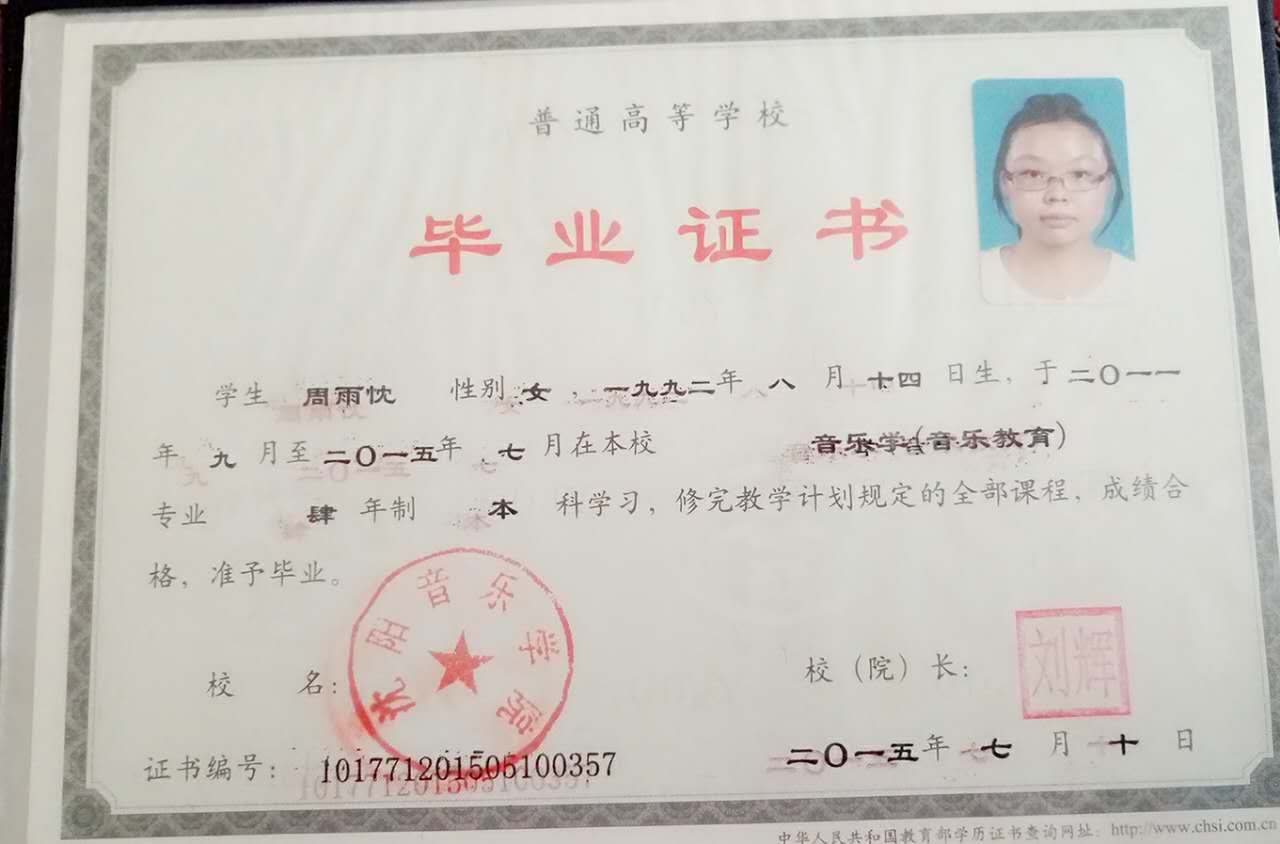 普通高等学校
毕业证书
学生 周雨忱 性别 女 ，一九九二年 八 月 十四 日生，于 二〇一一
年 九 月至 二〇一五年 七 月在本校 音乐学(音乐教育)
专业 肆 年制 本 科学习，修完教学计划规定的全部课程，成绩合
格，准予毕业。
沈阳音乐学院
校 名：
校（院）长：
刘辉
证书编号： 101771201505100357
二〇一五年 七 月 十 日
中华人民共和国教育部学历证书查询网址：http://www.chsi.com.cn